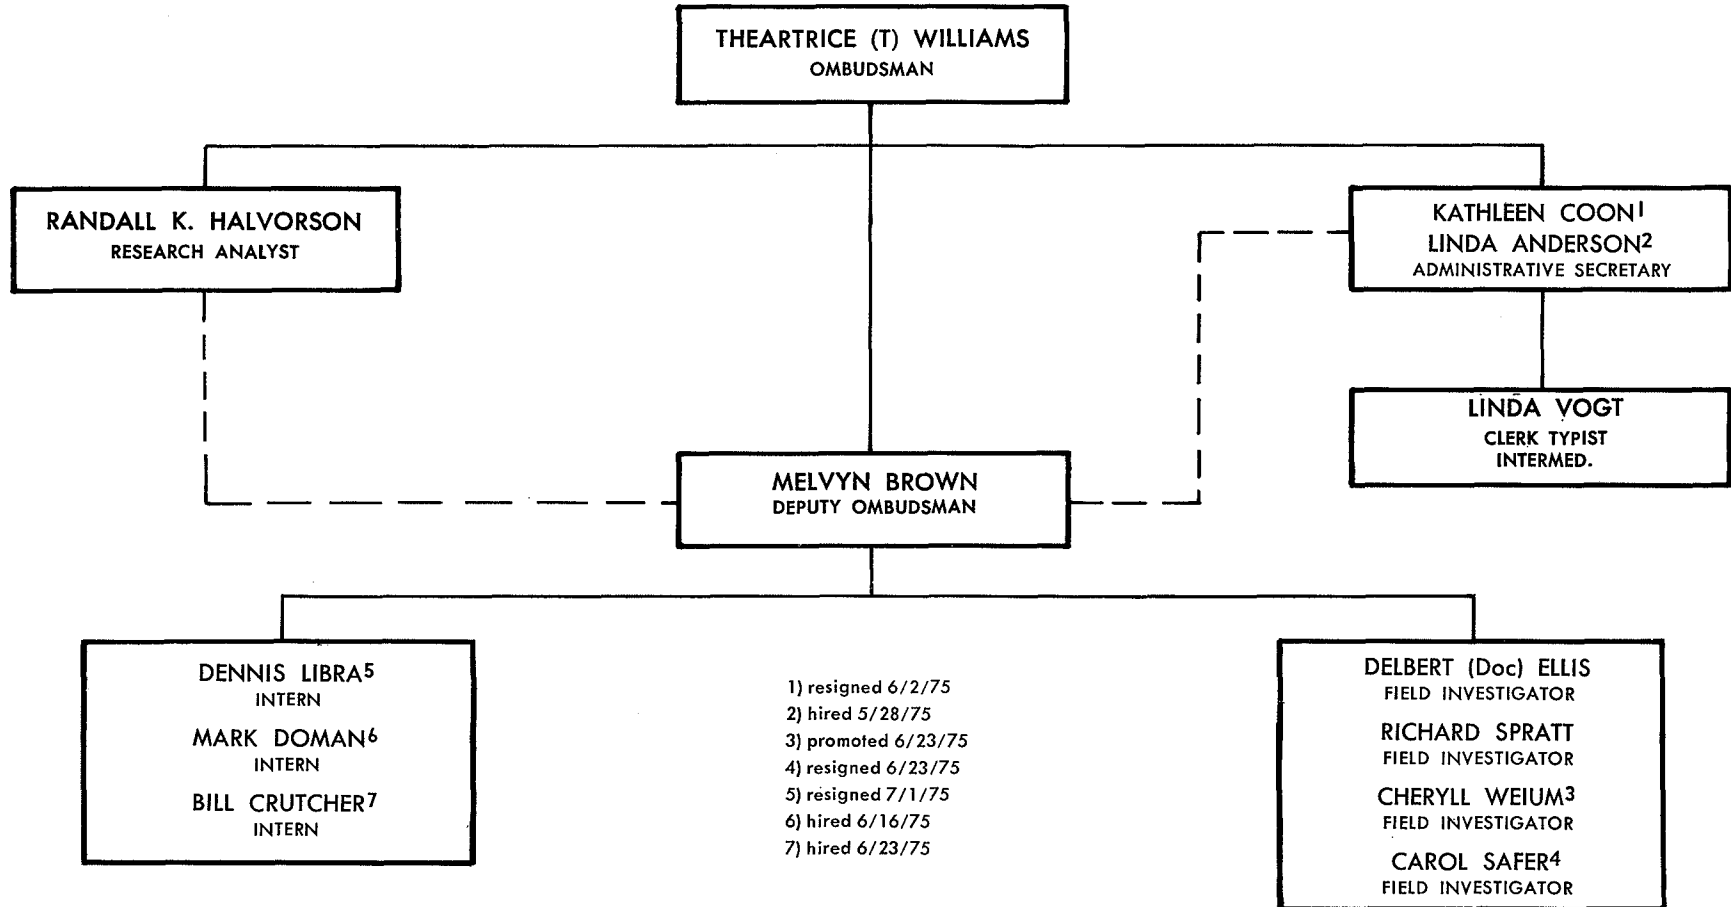 THEARTRICE (T) WILLIAMS
OMBUDSMAN
RANDALL K. HALVORSON
RESEARCH ANALYST
KATHLEEN COON1
LINDA ANDERSON2
ADMINISTRATIVE SECRETARY
LINDA VOGT
CLERK TYPIST
INTERMED.
MELVYN BROWN
DEPUTY OMBUDSMAN
DENNIS LIBRA5
INTERN
MARK DOMAN6
INTERN
BILL CRUTCHER7
INTERN
1) resigned 6/2/75
2) hired 5/28/75
3) promoted 6/23/75
4) resigned 6/23/75
5) resigned 7/1/75
6) hired 6/16/75
7) hired 6/23/75
DELBERT (Doc) ELLIS
FIELD INVESTIGATOR
RICHARD SPRATT
FIELD INVESTIGATOR
CHERYLL WEIUM3
FIELD INVESTIGATOR
CAROL SAFER4
FIELD INVESTIGATOR